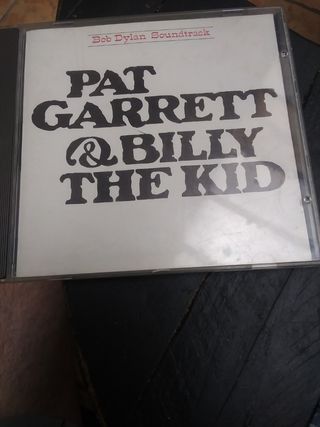 Bob Dylan Soundtrack
PAT
GARRETT
& BILLY
THE KID